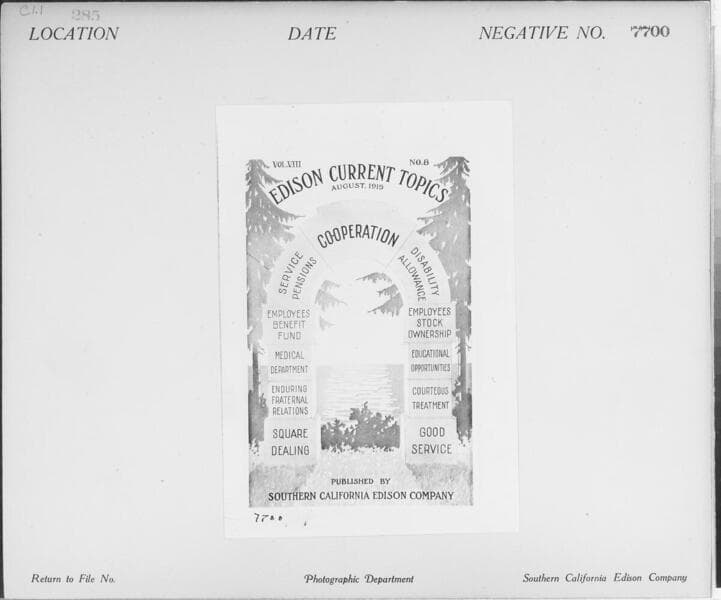 C1.1 285
LOCATION DATE NEGATIVE NO. 7700
VOL.VIII NO.8
EDISON CURRENT TOPICS
AUGUST, 1919
COOPERATION
SERVICE
PENSIONS
DISABILITY
ALLOWANCE
EMPLOYEES
BENEFIT
FUND
EMPLOYEES
STOCK
OWNERSHIP
MEDICAL
DEPARTMENT
EDUCATIONAL
OPPORTUNITIES
ENDURING
FRATERNAL
RELATIONS
COURTEOUS
TREATMENT
SQUARE
DEALING
GOOD
SERVICE
PUBLISHED BY
SOUTHERN CALIFORNIA EDISON COMPANY
7700
Return to File No. Photographic Department Southern California Edison Company